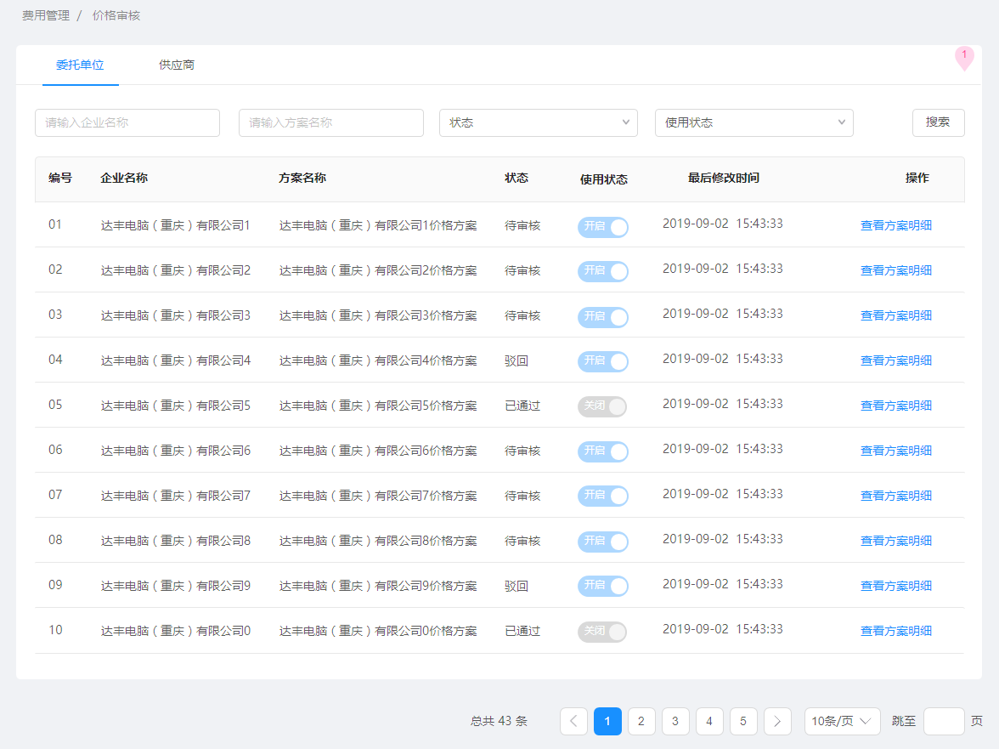 费用管理 / 价格审核
委托单位 供应商 1
请输入企业名称 请输入方案名称 状态 使用状态 搜索
编号 企业名称 方案名称 状态 使用状态 最后修改时间 操作
01 达丰电脑（重庆）有限公司1 达丰电脑（重庆）有限公司1价格方案 待审核 开启 2019-09-02 15:43:33 查看方案明细
02 达丰电脑（重庆）有限公司2 达丰电脑（重庆）有限公司2价格方案 待审核 开启 2019-09-02 15:43:33 查看方案明细
03 达丰电脑（重庆）有限公司3 达丰电脑（重庆）有限公司3价格方案 待审核 开启 2019-09-02 15:43:33 查看方案明细
04 达丰电脑（重庆）有限公司4 达丰电脑（重庆）有限公司4价格方案 驳回 开启 2019-09-02 15:43:33 查看方案明细
05 达丰电脑（重庆）有限公司5 达丰电脑（重庆）有限公司5价格方案 已通过 关闭 2019-09-02 15:43:33 查看方案明细
06 达丰电脑（重庆）有限公司6 达丰电脑（重庆）有限公司6价格方案 待审核 开启 2019-09-02 15:43:33 查看方案明细
07 达丰电脑（重庆）有限公司7 达丰电脑（重庆）有限公司7价格方案 待审核 开启 2019-09-02 15:43:33 查看方案明细
08 达丰电脑（重庆）有限公司8 达丰电脑（重庆）有限公司8价格方案 待审核 开启 2019-09-02 15:43:33 查看方案明细
09 达丰电脑（重庆）有限公司9 达丰电脑（重庆）有限公司9价格方案 驳回 开启 2019-09-02 15:43:33 查看方案明细
10 达丰电脑（重庆）有限公司0 达丰电脑（重庆）有限公司0价格方案 已通过 关闭 2019-09-02 15:43:33 查看方案明细
总共 43 条 1 2 3 4 5 10条/页 跳至 页